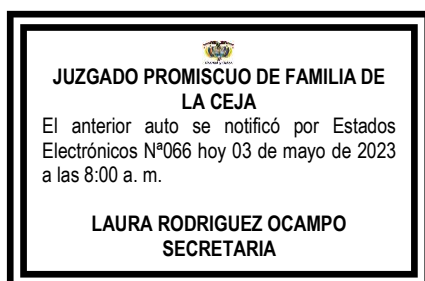 JUZGADO PROMISCUO DE FAMILIA DE
LA CEJA
El anterior auto se notificó por Estados
Electrónicos Nª066 hoy 03 de mayo de 2023
a las 8:00 a. m.
LAURA RODRIGUEZ OCAMPO
SECRETARIA